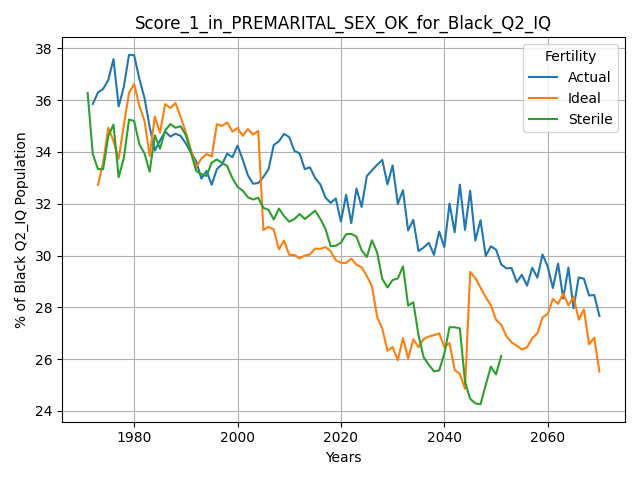 Score_1_in_PREMARITAL_SEX_OK_for_Black_Q2_IQ
Fertility
Actual
Ideal
Sterile
% of Black Q2_IQ Population
38
36
34
32
30
28
26
24
1980
2000
2020
2040
2060
Years